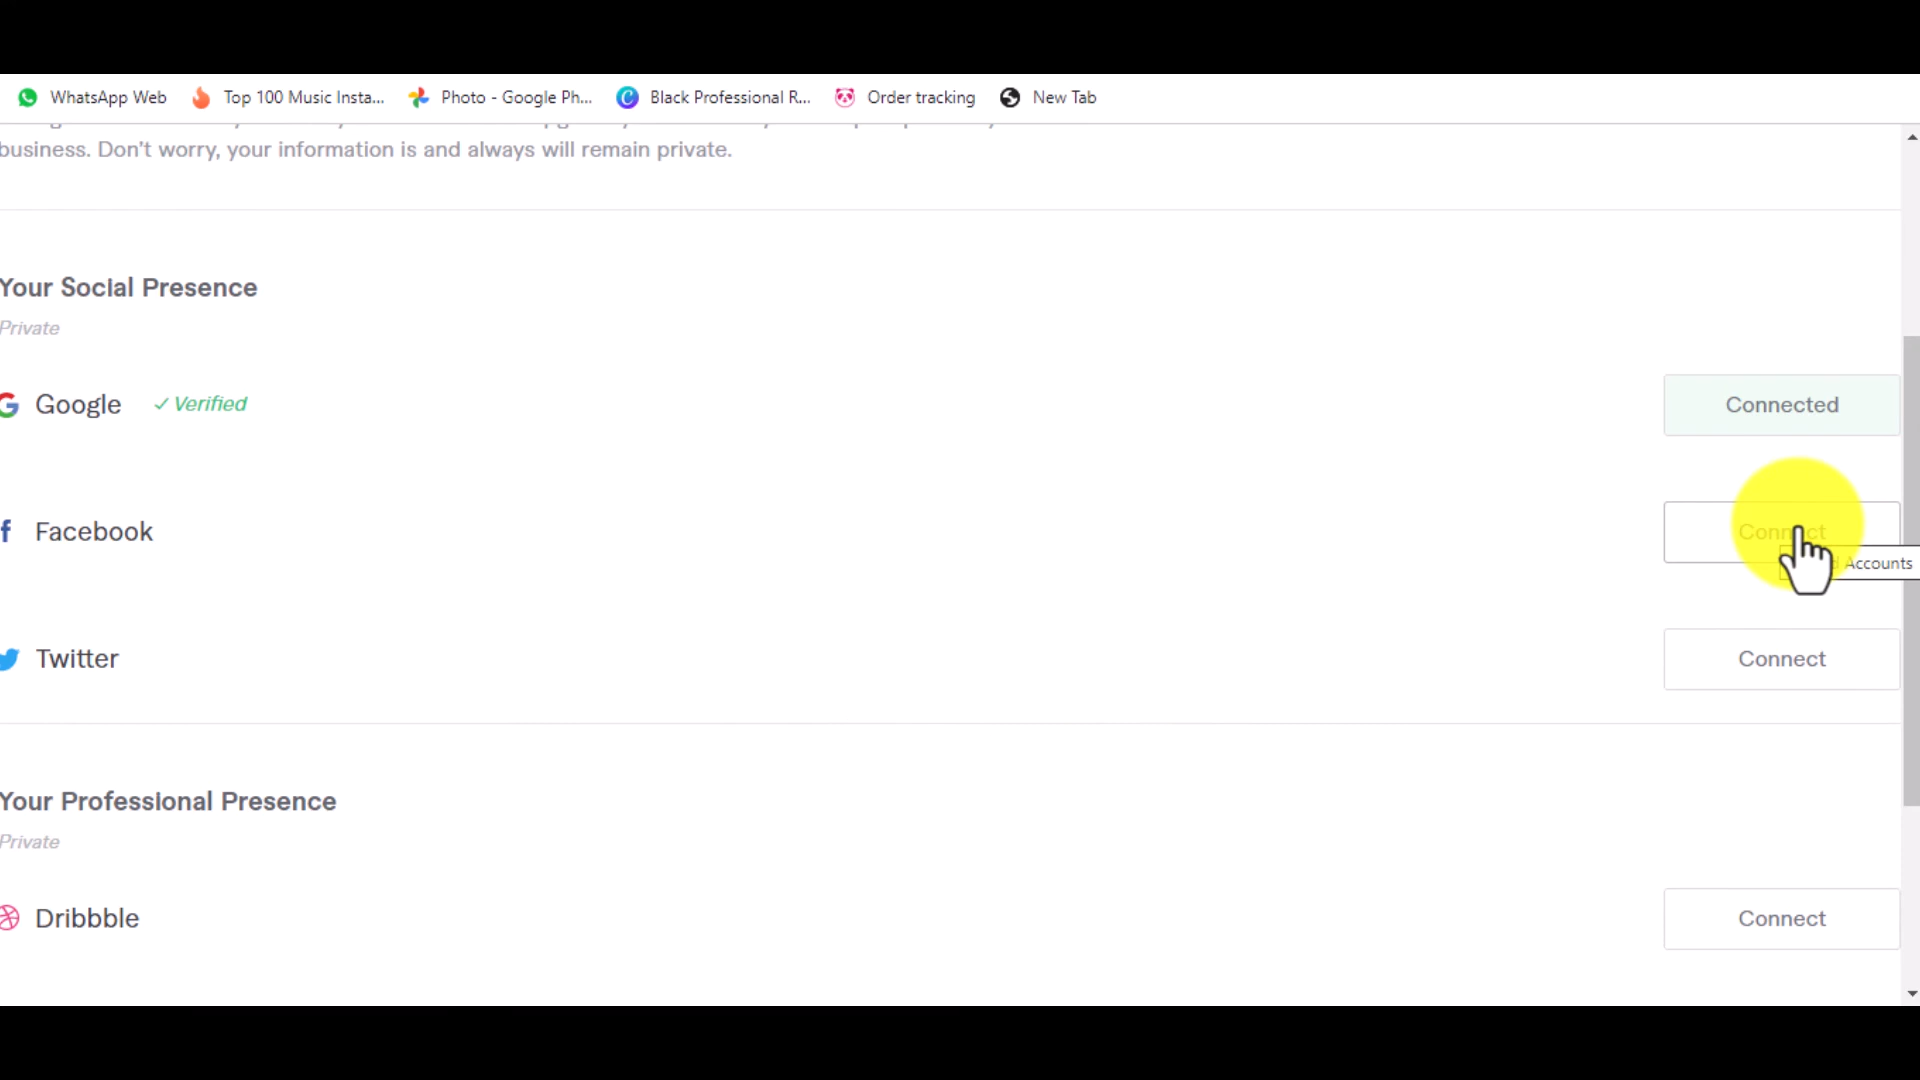 WhatsApp Web Top 100 Music Insta... Photo - Google Ph... Black Professional R... Order tracking New Tab
business. Don't worry, your information is and always will remain private.
Your Social Presence
Private
Google ✓ Verified Connected
Facebook Connect
Accounts
Twitter Connect
Your Professional Presence
Private
Dribbble Connect